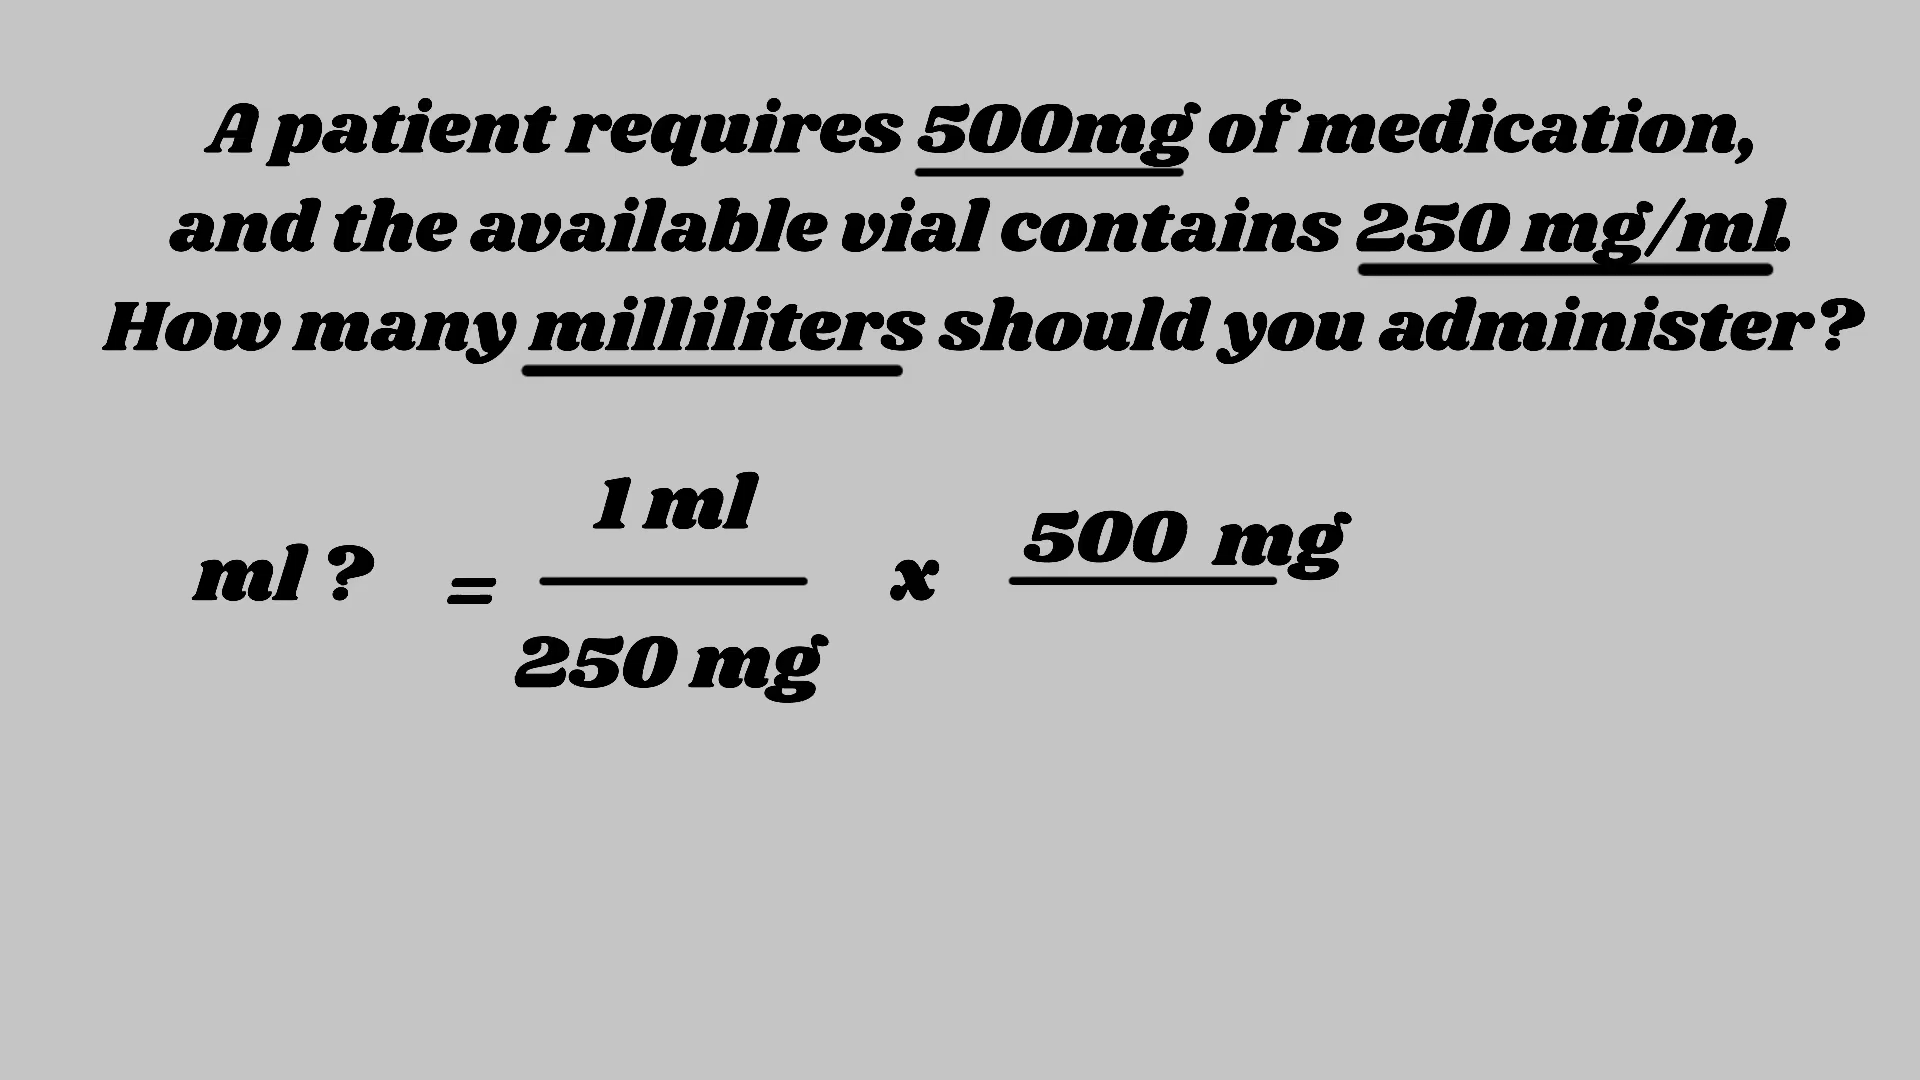 A patient requires 500mg of medication,
and the available vial contains 250 mg/ml.
How many milliliters should you administer?
1 ml
500 mg
ml ? = x
250 mg